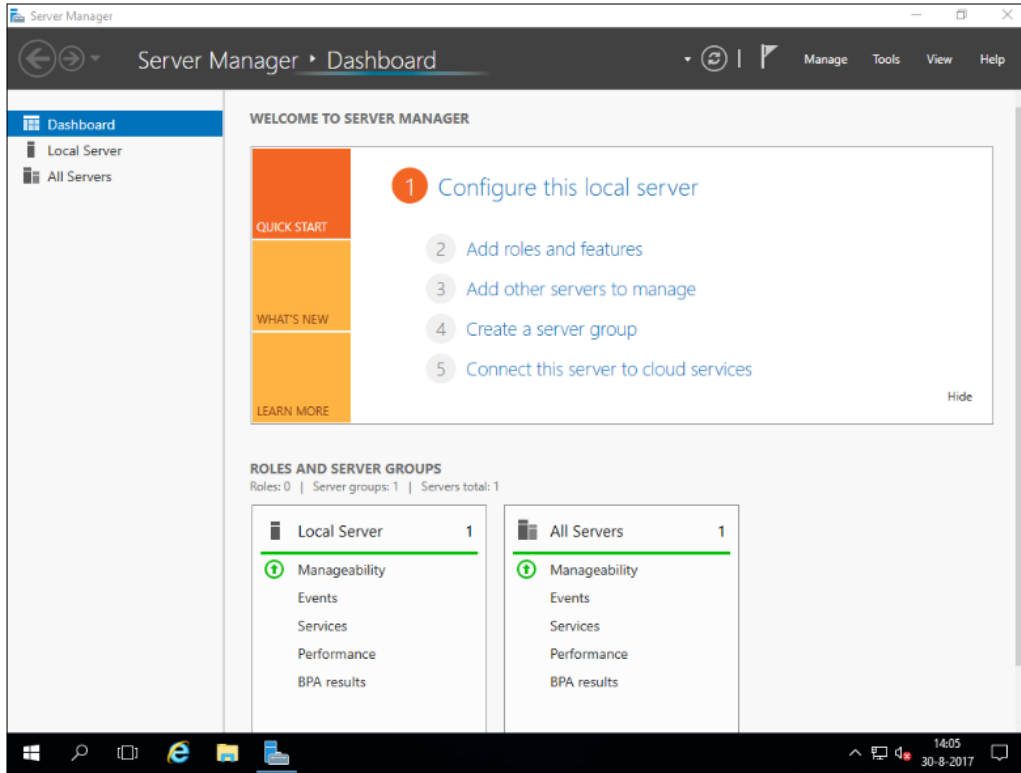 Server Manager
Server Manager ‣ Dashboard
Manage Tools View Help
Dashboard
Local Server
All Servers
WELCOME TO SERVER MANAGER
QUICK START
WHAT'S NEW
LEARN MORE
1 Configure this local server
2 Add roles and features
3 Add other servers to manage
4 Create a server group
5 Connect this server to cloud services
Hide
ROLES AND SERVER GROUPS
Roles: 0 | Server groups: 1 | Servers total: 1
Local Server 1
Manageability
Events
Services
Performance
BPA results
All Servers 1
Manageability
Events
Services
Performance
BPA results
14:05
30-8-2017